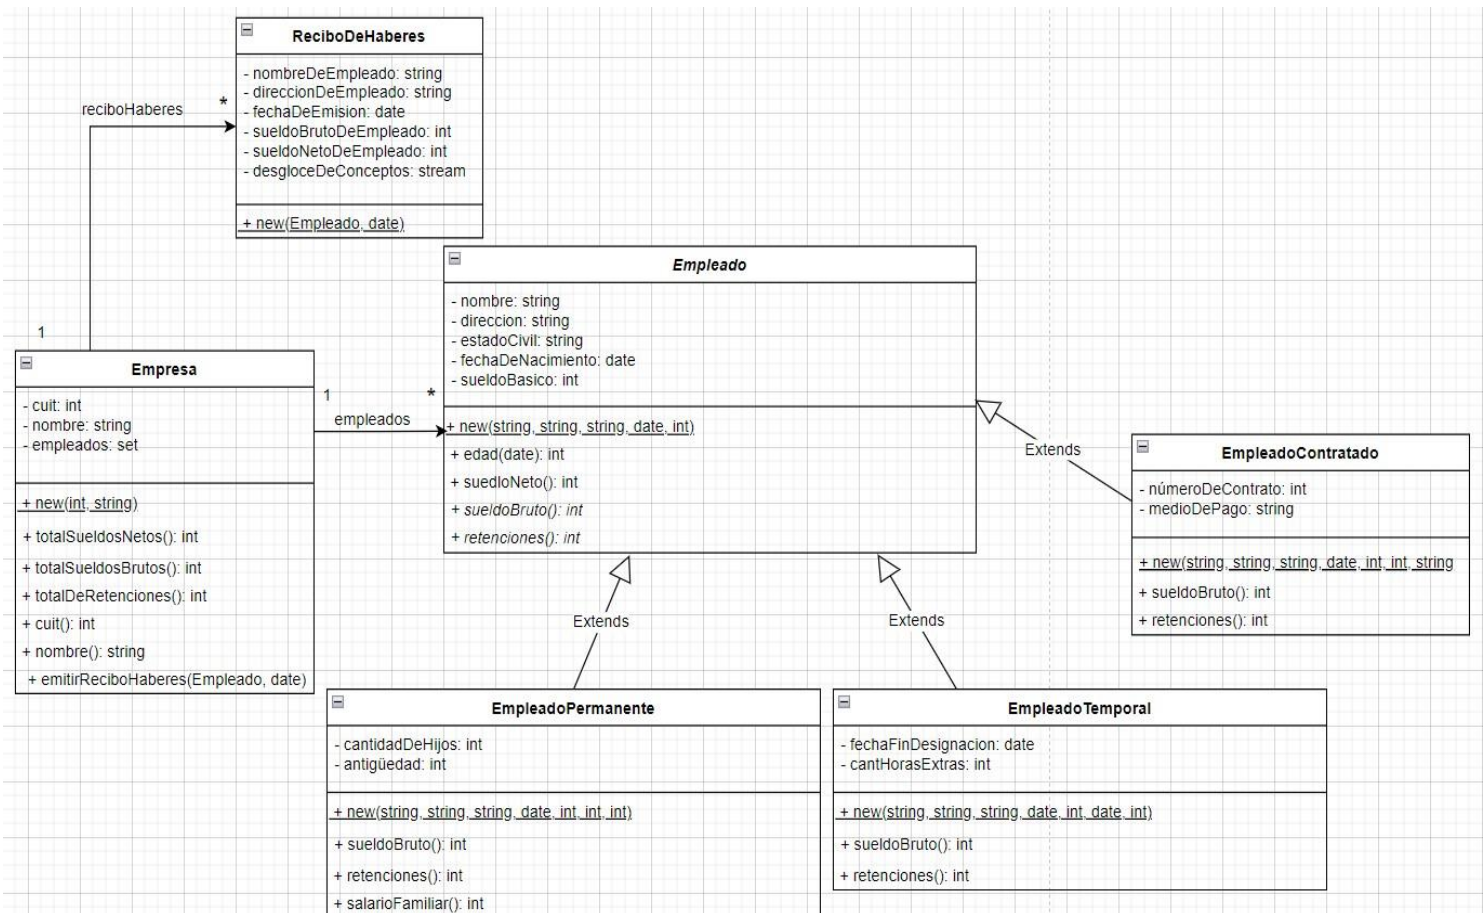 ReciboDeHaberes
- nombreDeEmpleado: string
- direccionDeEmpleado: string
- fechaDeEmision: date
- sueldoBrutoDeEmpleado: int
- sueldoNetoDeEmpleado: int
- desgloceDeConceptos: stream
+ new(Empleado, date)
reciboHaberes
*
1
Empresa
- cuit: int
- nombre: string
- empleados: set
+ new(int, string)
+ totalSueldosNetos(): int
+ totalSueldosBrutos(): int
+ totalDeRetenciones(): int
+ cuit(): int
+ nombre(): string
+ emitirReciboHaberes(Empleado, date)
1
*
empleados
Empleado
- nombre: string
- direccion: string
- estadoCivil: string
- fechaDeNacimiento: date
- sueldoBasico: int
+ new(string, string, string, date, int)
+ edad(date): int
+ suedloNeto(): int
+ sueldoBruto(): int
+ retenciones(): int
Extends
EmpleadoContratado
- númeroDeContrato: int
- medioDePago: string
+ new(string, string, string, date, int, int, string
+ sueldoBruto(): int
+ retenciones(): int
Extends
Extends
EmpleadoPermanente
- cantidadDeHijos: int
- antigüedad: int
+ new(string, string, string, date, int, int, int)
+ sueldoBruto(): int
+ retenciones(): int
+ salarioFamiliar(): int
EmpleadoTemporal
- fechaFinDesignacion: date
- cantHorasExtras: int
+ new(string, string, string, date, int, date, int)
+ sueldoBruto(): int
+ retenciones(): int